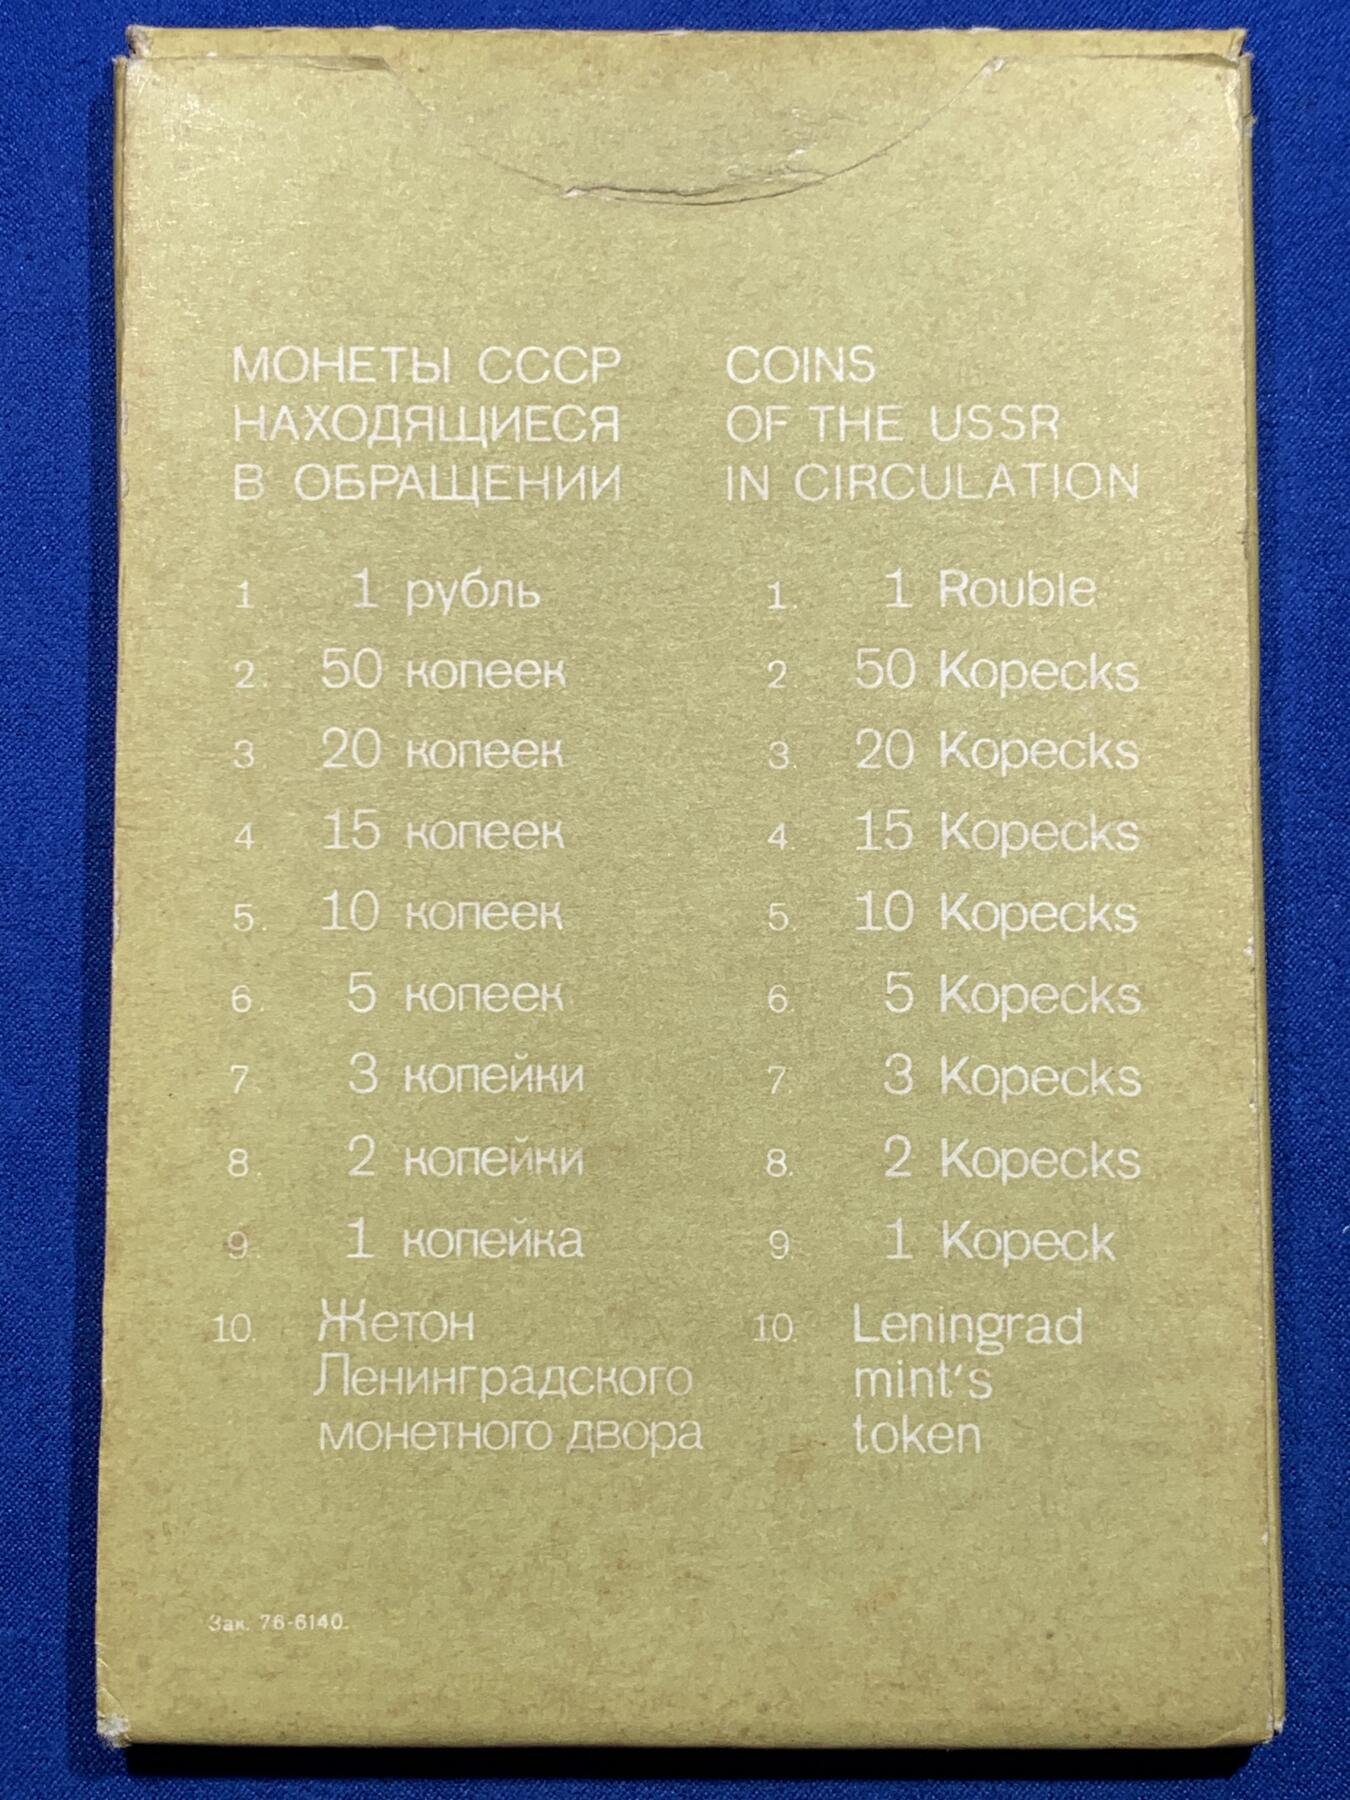 МОНЕТЫ СССР
НАХОДЯЩИЕСЯ
В ОБРАЩЕНИИ
1. 1 рубль
2. 50 копеек
3. 20 копеек
4. 15 копеек
5. 10 копеек
6. 5 копеек
7. 3 копейки
8. 2 копейки
9. 1 копейка
10. Жетон
Ленинградского
монетного двора
COINS
OF THE USSR
IN CIRCULATION
1. 1 Rouble
2. 50 Kopecks
3. 20 Kopecks
4. 15 Kopecks
5. 10 Kopecks
6. 5 Kopecks
7. 3 Kopecks
8. 2 Kopecks
9. 1 Kopeck
10. Leningrad
mint's
token
Зак. 76-6140.